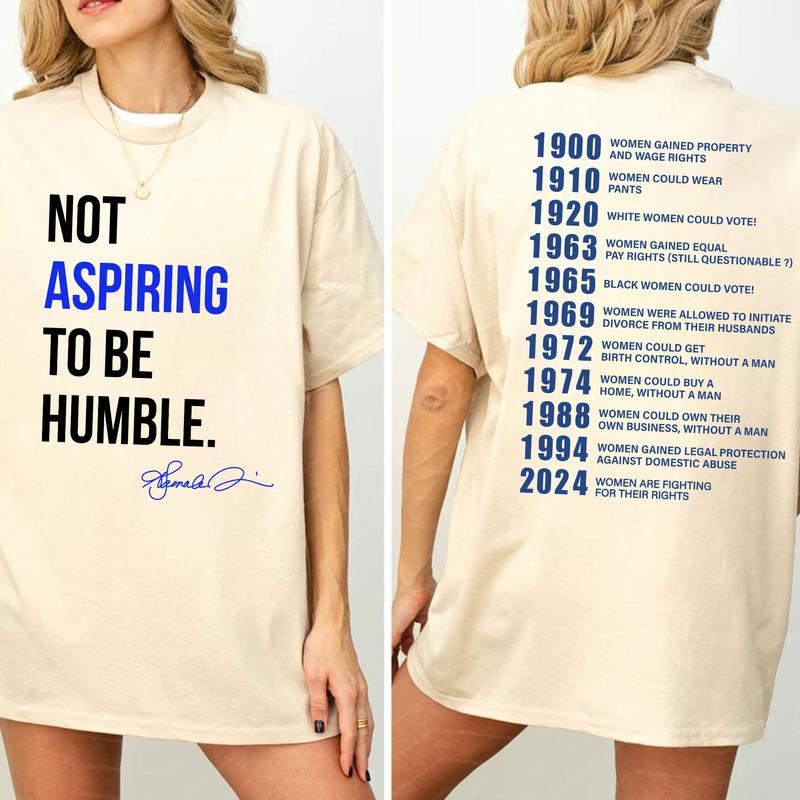 NOT
ASPIRING
TO BE
HUMBLE.
1900 WOMEN GAINED PROPERTY
AND WAGE RIGHTS
1910 WOMEN COULD WEAR
PANTS
1920 WHITE WOMEN COULD VOTE!
1963 WOMEN GAINED EQUAL
PAY RIGHTS (STILL QUESTIONABLE ?)
1965 BLACK WOMEN COULD VOTE!
1969 WOMEN WERE ALLOWED TO INITIATE
DIVORCE FROM THEIR HUSBANDS
1972 WOMEN COULD GET
BIRTH CONTROL, WITHOUT A MAN
1974 WOMEN COULD BUY A
HOME, WITHOUT A MAN
1988 WOMEN COULD OWN THEIR
OWN BUSINESS, WITHOUT A MAN
1994 WOMEN GAINED LEGAL PROTECTION
AGAINST DOMESTIC ABUSE
2024 WOMEN ARE FIGHTING
FOR THEIR RIGHTS